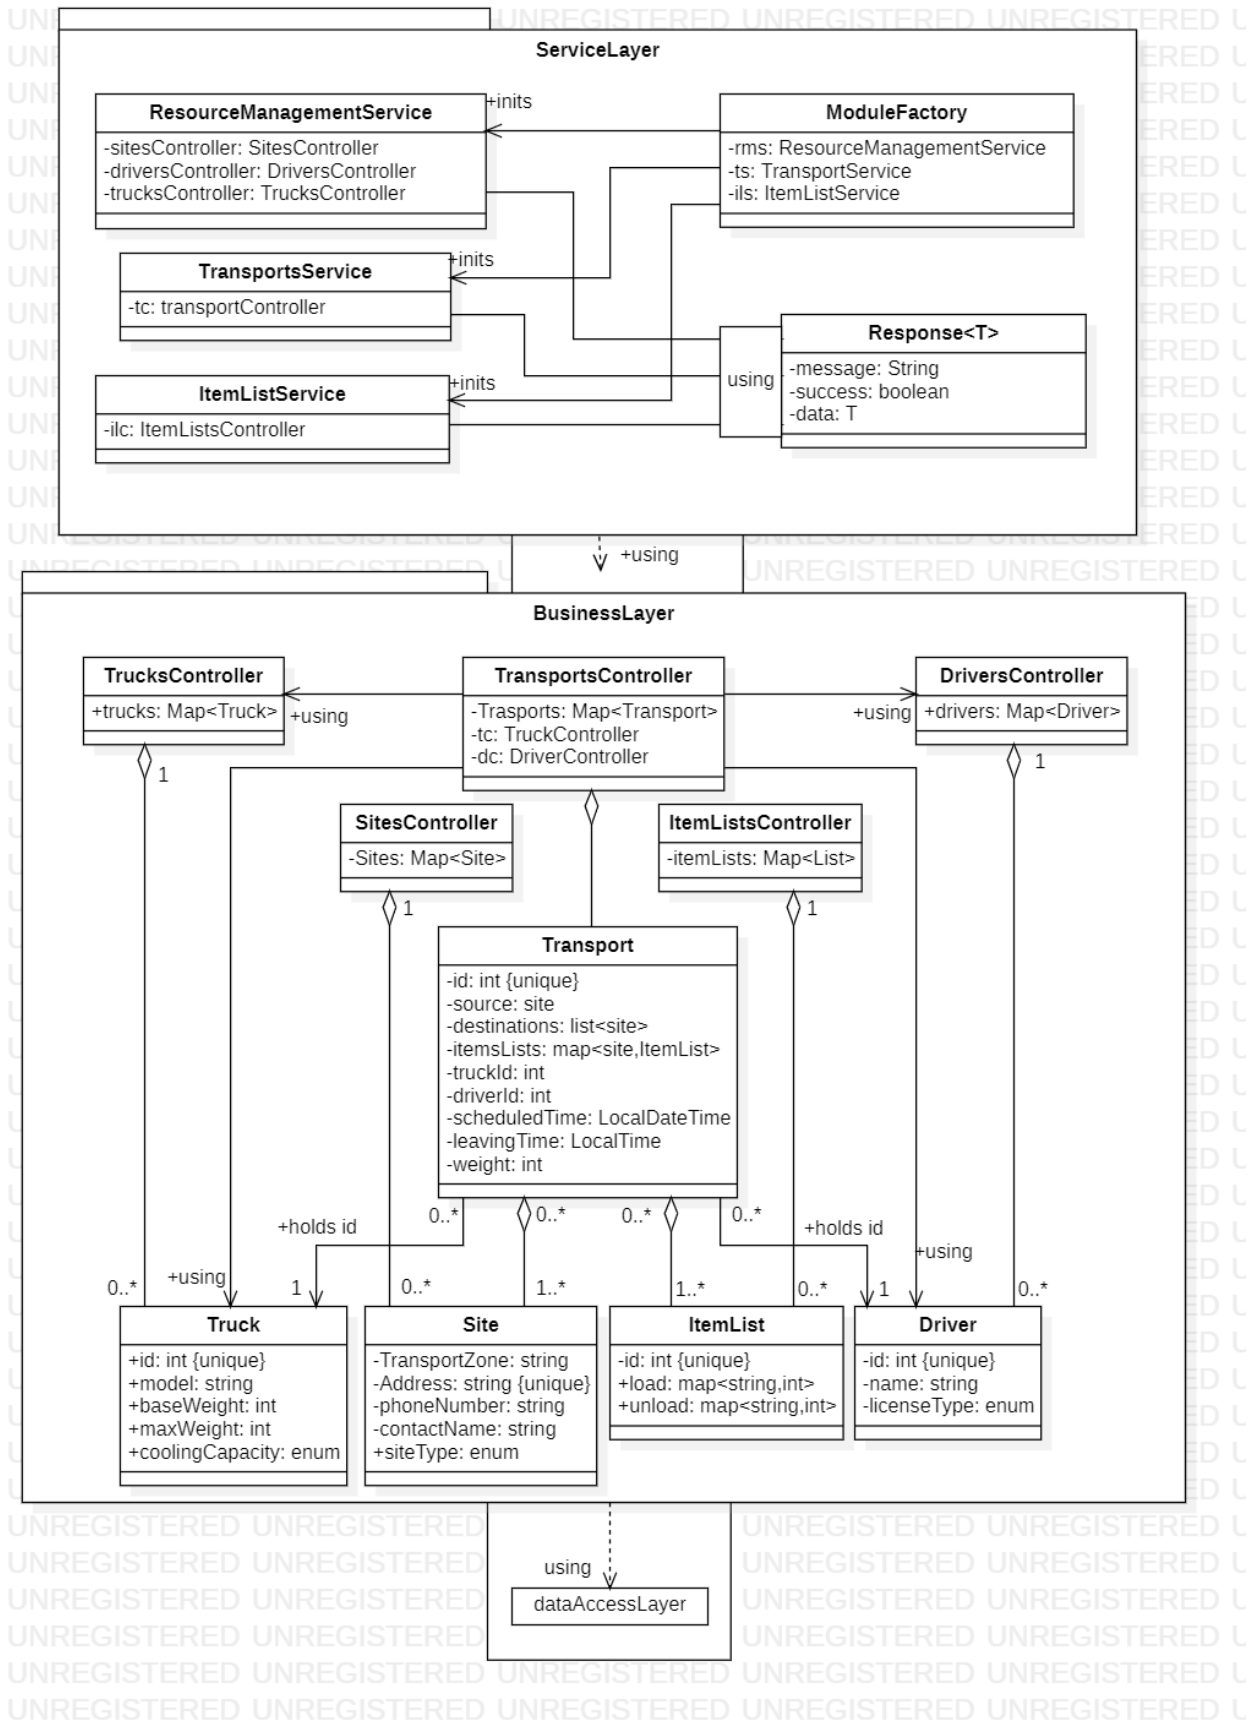 ServiceLayer
ResourceManagementService
-sitesController: SitesController
-driversController: DriversController
-trucksController: TrucksController
+inits
ModuleFactory
-rms: ResourceManagementService
-ts: TransportService
-ils: ItemListService
TransportsService
-tc: transportController
+inits
ItemListService
-ilc: ItemListsController
+inits
using
Response<T>
-message: String
-success: boolean
-data: T
+using
BusinessLayer
TrucksController
+trucks: Map<Truck>
+using
TransportsController
-Trasports: Map<Transport>
-tc: TruckController
-dc: DriverController
+using
DriversController
+drivers: Map<Driver>
1
1
SitesController
-Sites: Map<Site>
1
ItemListsController
-itemLists: Map<List>
1
Transport
-id: int {unique}
-source: site
-destinations: list<site>
-itemsLists: map<site,ItemList>
-truckId: int
-driverId: int
-scheduledTime: LocalDateTime
-leavingTime: LocalTime
-weight: int
0..*
0..*
0..*
0..*
+holds id
+holds id
+using
+using
0..*
1
0..*
1..*
1..*
0..*
1
0..*
Truck
+id: int {unique}
+model: string
+baseWeight: int
+maxWeight: int
+coolingCapacity: enum
Site
-TransportZone: string
-Address: string {unique}
-phoneNumber: string
-contactName: string
+siteType: enum
ItemList
-id: int {unique}
+load: map<string,int>
+unload: map<string,int>
Driver
-id: int {unique}
-name: string
-licenseType: enum
using
dataAccessLayer
UNREGISTERED UNREGISTERED UNREGISTERED UNREGISTERED UNREGISTERED